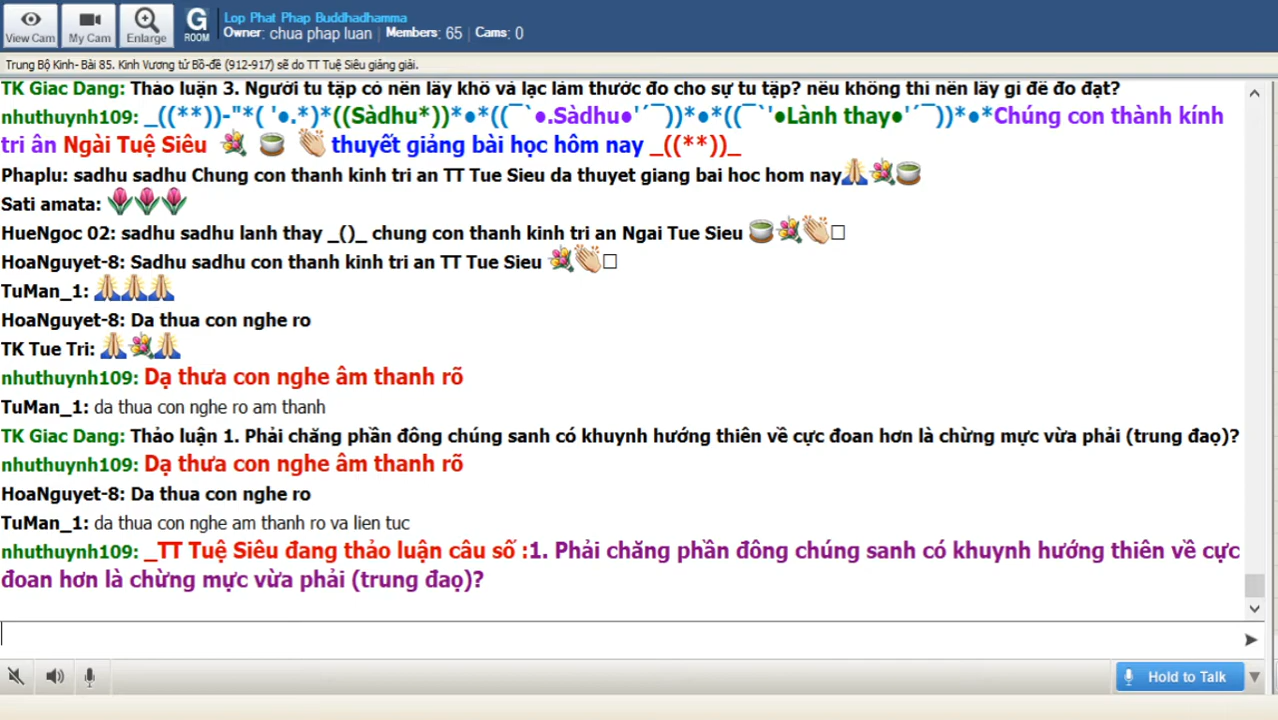 View Cam
My Cam
Enlarge
G ROOM
Lop Phat Phap Buddhadhamma
Owner: chua phap luan | Members: 65 | Cams: 0
Trung Bộ Kinh- Bài 85. Kinh Vương tử Bồ-đề (912-917) sẽ do TT Tuệ Siêu giảng giải.
TK Giac Dang: Thảo luận 3. Người tu tập có nên lấy khổ và lạc làm thước đo cho sự tu tập? nếu không thì nên lấy gì để đo đạt?
nhuthuynh109: _((**))-"*( '●.*)*((Sàdhu*))*●*((¯`●.Sàdhu●'´¯))*●*((¯`'●Lành thay●'´¯))*●*Chúng con thành kính
tri ân Ngài Tuệ Siêu 💐 🍵 👏 thuyết giảng bài học hôm nay _((**))_
Phaplu: sadhu sadhu Chung con thanh kinh tri an TT Tue Sieu da thuyet giang bai hoc hom nay🙏💐🍵
Sati amata: 🌷🌷🌷
HueNgoc 02: sadhu sadhu lanh thay _()_ chung con thanh kinh tri an Ngai Tue Sieu 🍵💐👏□
HoaNguyet-8: Sadhu sadhu con thanh kinh tri an TT Tue Sieu 💐👏□
TuMan_1: 🙏🙏🙏
HoaNguyet-8: Da thua con nghe ro
TK Tue Tri: 🙏💐🙏
nhuthuynh109: Dạ thưa con nghe âm thanh rõ
TuMan_1: da thua con nghe ro am thanh
TK Giac Dang: Thảo luận 1. Phải chăng phần đông chúng sanh có khuynh hướng thiên về cực đoan hơn là chừng mực vừa phải (trung đaọ)?
nhuthuynh109: Dạ thưa con nghe âm thanh rõ
HoaNguyet-8: Da thua con nghe ro
TuMan_1: da thua con nghe am thanh ro va lien tuc
nhuthuynh109: _TT Tuệ Siêu đang thảo luận câu số :1. Phải chăng phần đông chúng sanh có khuynh hướng thiên về cực
đoan hơn là chừng mực vừa phải (trung đaọ)?
Hold to Talk